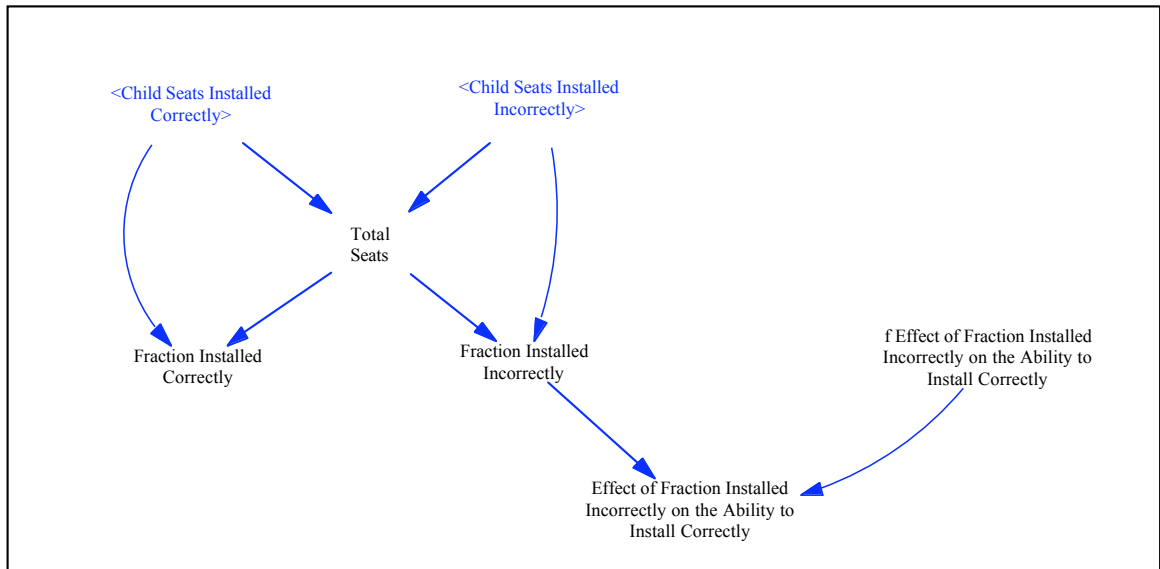 <Child Seats Installed
Correctly>
<Child Seats Installed
Incorrectly>
Total
Seats
Fraction Installed
Correctly
Fraction Installed
Incorrectly
f Effect of Fraction Installed
Incorrectly on the Ability to
Install Correctly
Effect of Fraction Installed
Incorrectly on the Ability to
Install Correctly